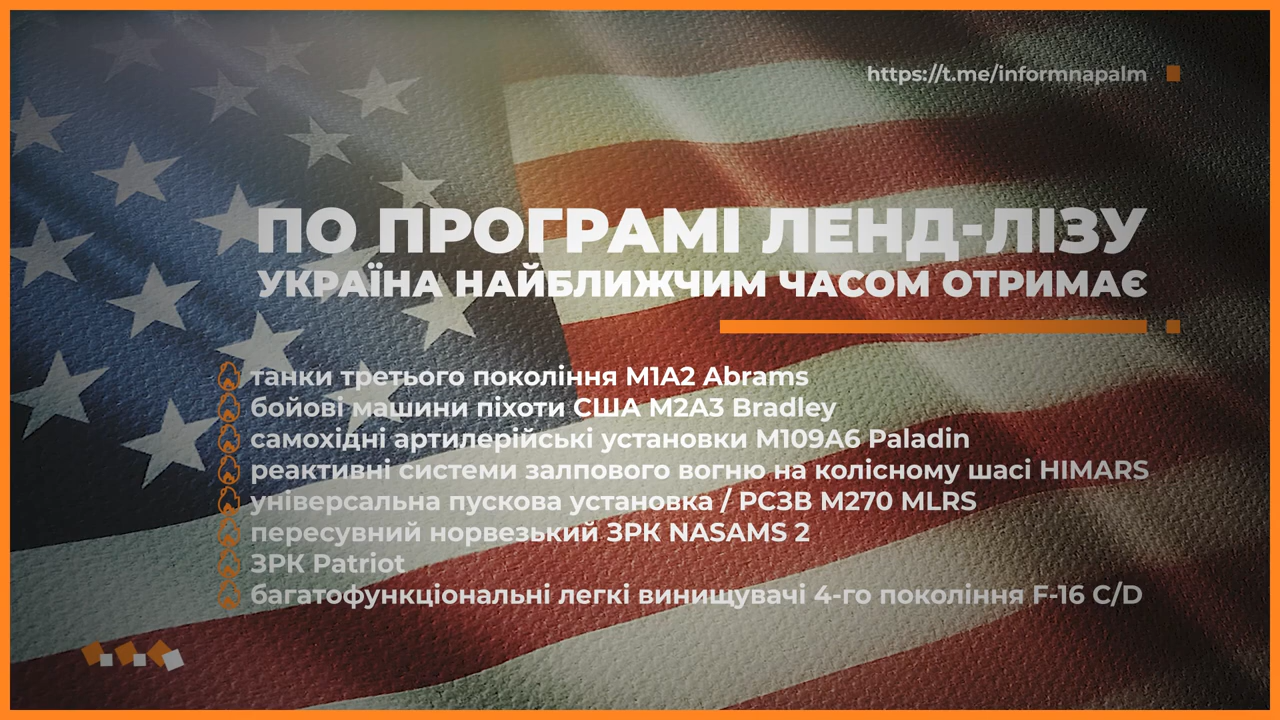 https://t.me/informnapalm
ПО ПРОГРАМІ ЛЕНД-ЛІЗУ
УКРАЇНА НАЙБЛИЖЧИМ ЧАСОМ ОТРИМАЄ
танки третього покоління M1A2 Abrams
бойові машини піхоти США M2A3 Bradley
самохідні артилерійські установки M109A6 Paladin
реактивні системи залпового вогню на колісному шасі HIMARS
універсальна пускова установка / РСЗВ M270 MLRS
пересувний норвезький ЗРК NASAMS 2
ЗРК Patriot
багатофункціональні легкі винищувачі 4-го покоління F-16 C/D